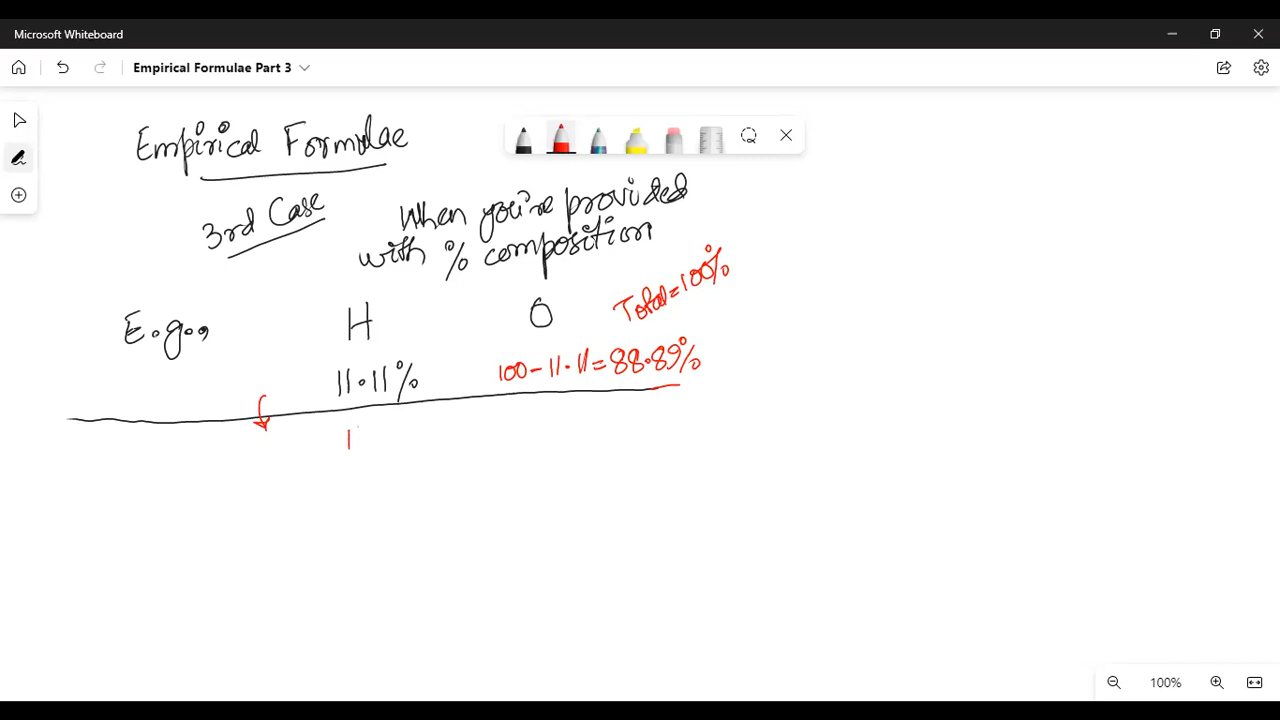 Microsoft Whiteboard
Empirical Formulae Part 3
Empirical Formulae
3rd Case
When you're provided
with % composition
Total = 100%
E.g.,
H
O
11.11%
100 - 11.11 = 88.89%
1
100%